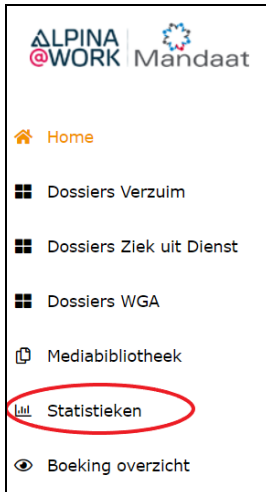 ALPINA
@WORK Mandaat
Home
Dossiers Verzuim
Dossiers Ziek uit Dienst
Dossiers WGA
Mediabibliotheek
Statistieken
Boeking overzicht